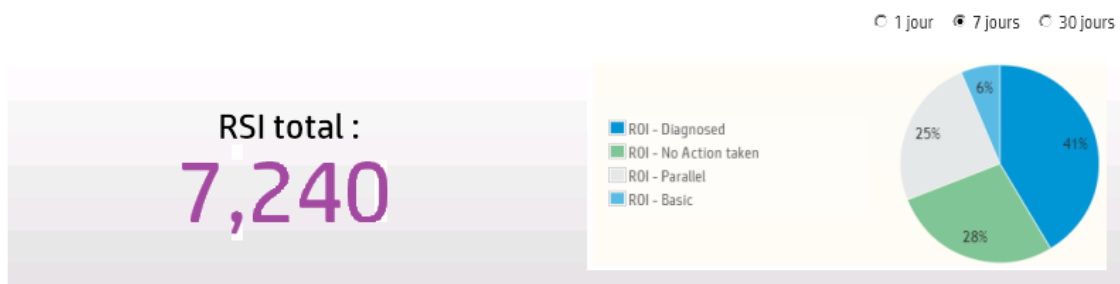 1 jour 7 jours 30 jours
RSI total :
7,240
ROI - Diagnosed
ROI - No Action taken
ROI - Parallel
ROI - Basic
6%
25%
41%
28%